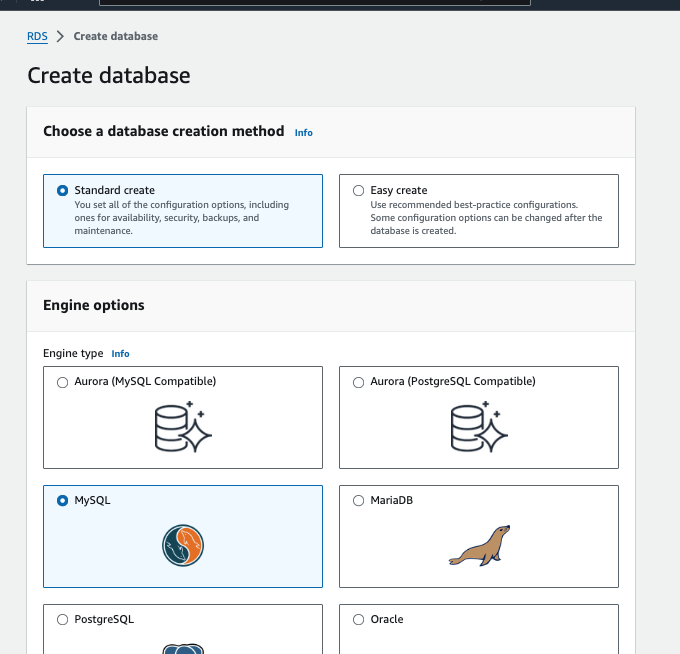 RDS > Create database
Create database
Choose a database creation method Info
Standard create
You set all of the configuration options, including
ones for availability, security, backups, and
maintenance.
Easy create
Use recommended best-practice configurations.
Some configuration options can be changed after the
database is created.
Engine options
Engine type Info
Aurora (MySQL Compatible)
Aurora (PostgreSQL Compatible)
MySQL
MariaDB
PostgreSQL
Oracle